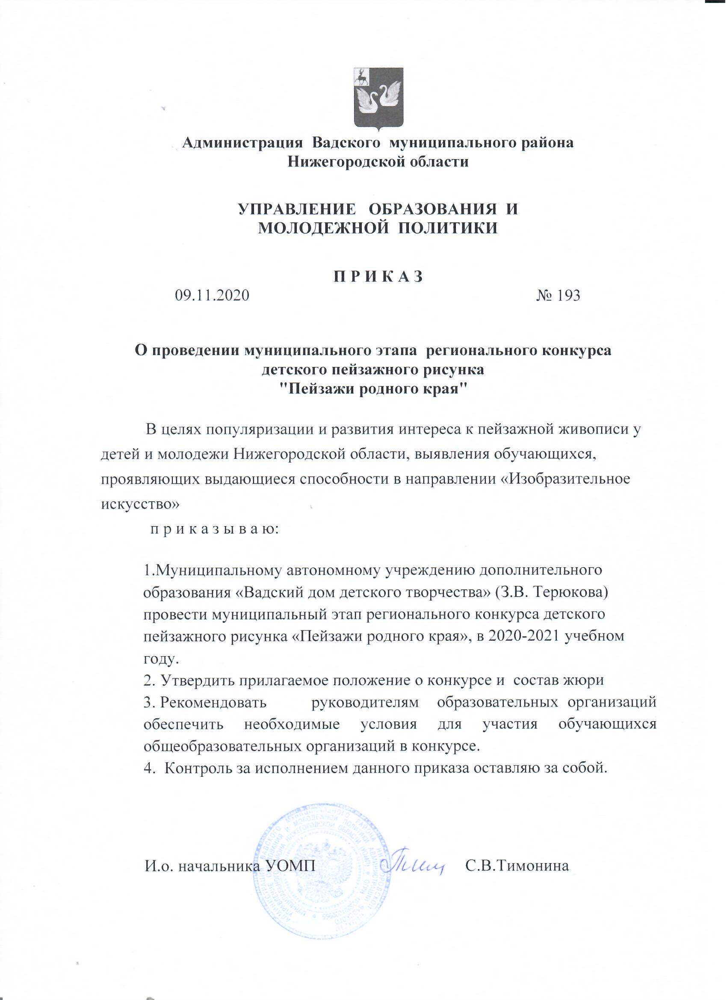 Администрация Вадского муниципального района
Нижегородской области
УПРАВЛЕНИЕ ОБРАЗОВАНИЯ И
МОЛОДЕЖНОЙ ПОЛИТИКИ
П Р И К А З
09.11.2020 № 193
О проведении муниципального этапа регионального конкурса
детского пейзажного рисунка
"Пейзажи родного края"
В целях популяризации и развития интереса к пейзажной живописи у
детей и молодежи Нижегородской области, выявления обучающихся,
проявляющих выдающиеся способности в направлении «Изобразительное
искусство»
п р и к а з ы в а ю:
1.Муниципальному автономному учреждению дополнительного
образования «Вадский дом детского творчества» (З.В. Терюкова)
провести муниципальный этап регионального конкурса детского
пейзажного рисунка «Пейзажи родного края», в 2020-2021 учебном
году.
2. Утвердить прилагаемое положение о конкурсе и состав жюри
3. Рекомендовать руководителям образовательных организаций
обеспечить необходимые условия для участия обучающихся
общеобразовательных организаций в конкурсе.
4. Контроль за исполнением данного приказа оставляю за собой.
И.о. начальника УОМП С.В.Тимонина